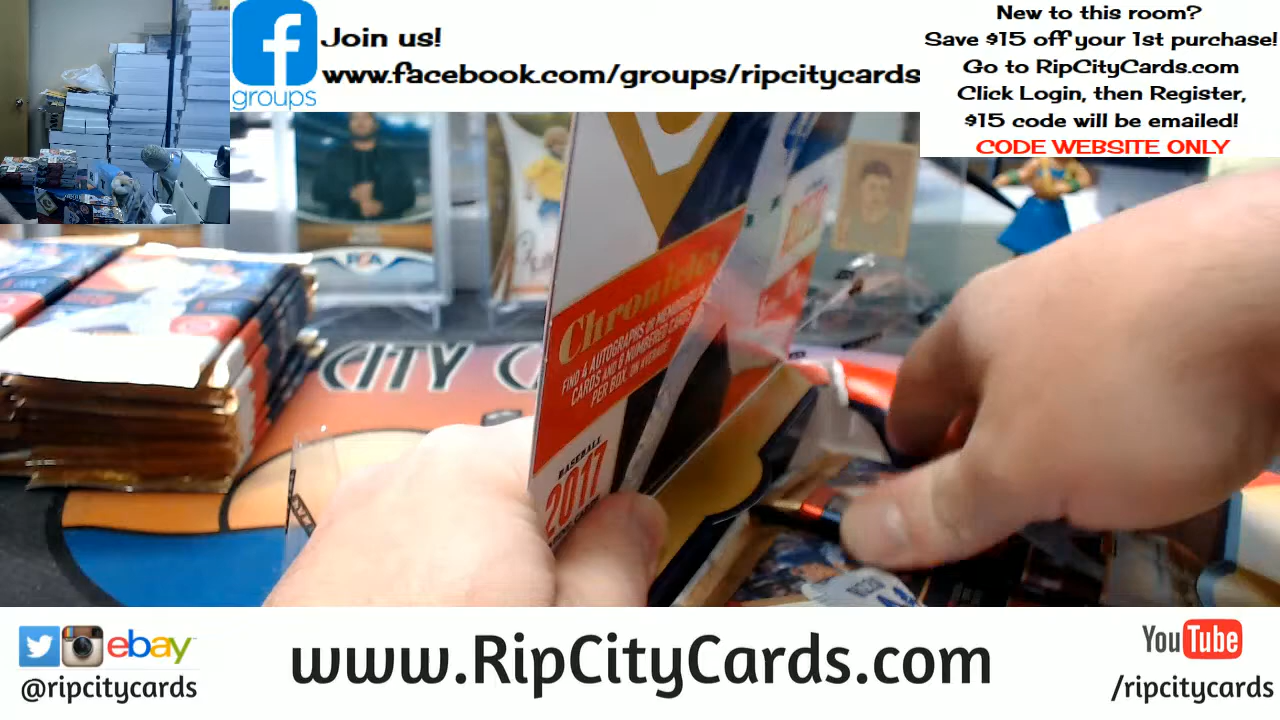 Join us!
www.facebook.com/groups/ripcitycards
groups
New to this room?
Save $15 off your 1st purchase!
Go to RipCityCards.com
Click Login, then Register,
$15 code will be emailed!
CODE WEBSITE ONLY
CITY C
Chronicles
FIND 4 AUTOGRAPHS OR MEMORABILIA
CARDS AND 8 NUMBERED CARDS
PER BOX, ON AVERAGE
BASEBALL
2017
ebay
@ripcitycards
www.RipCityCards.com
YouTube
/ripcitycards